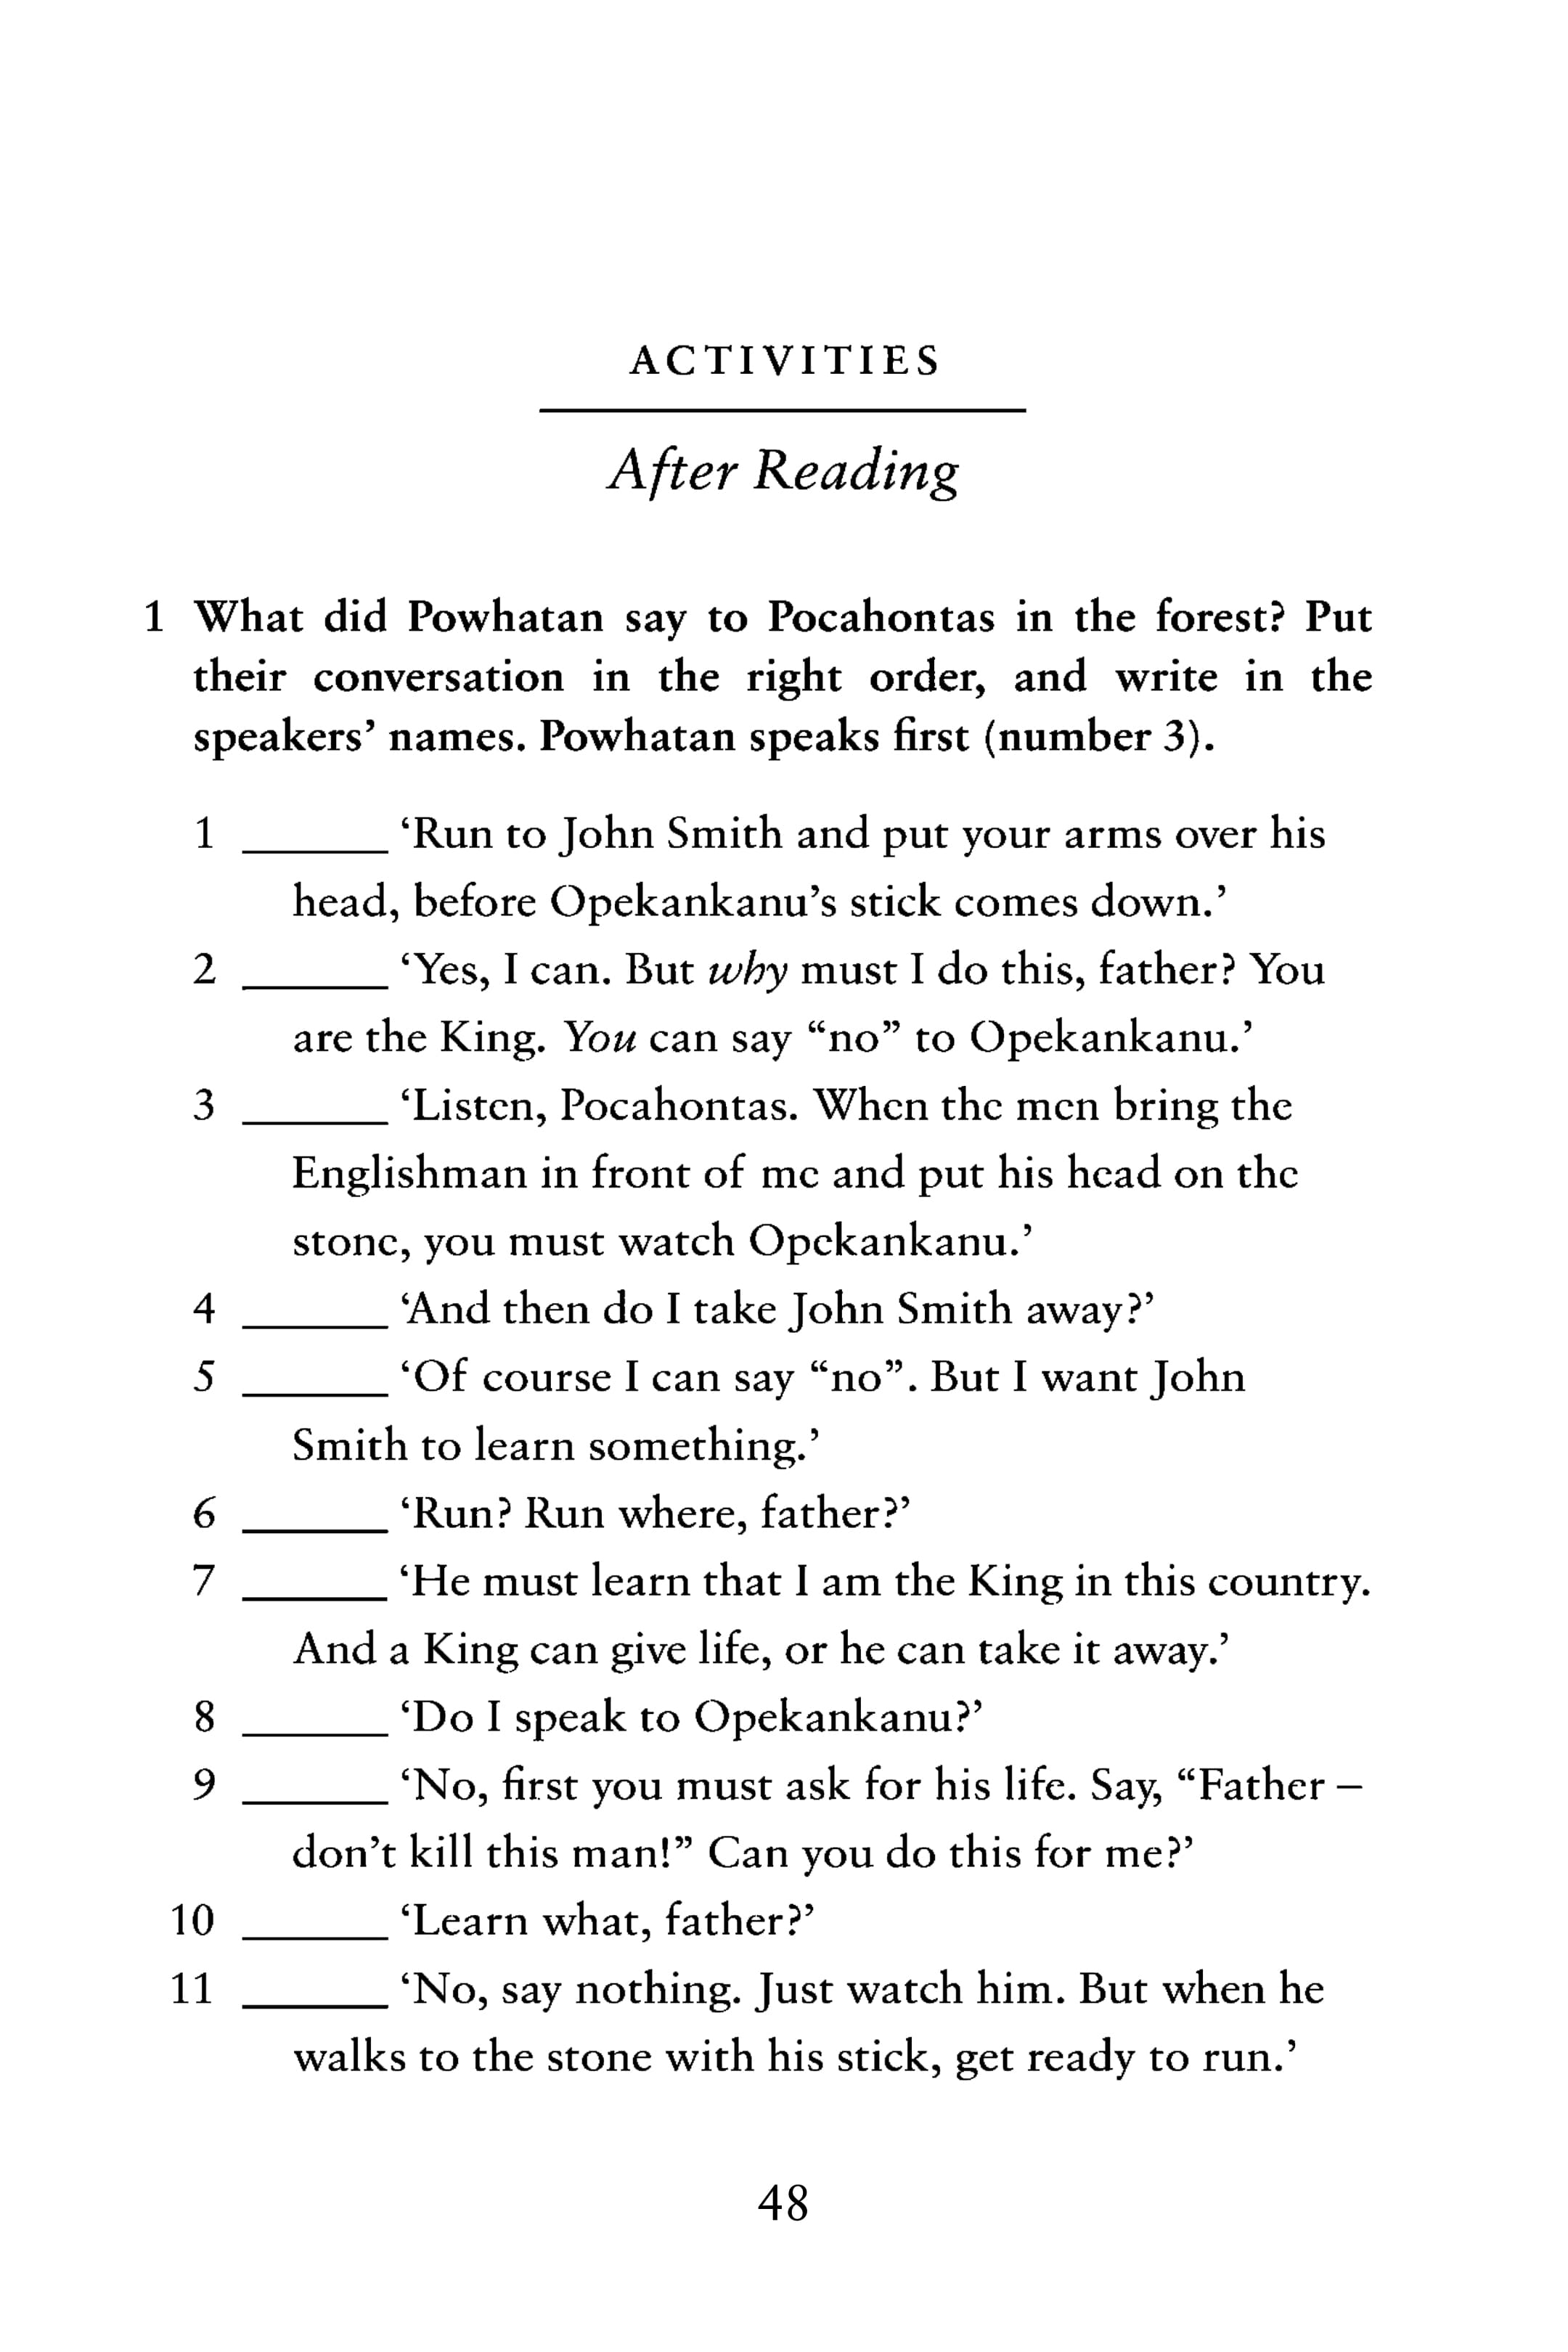 ACTIVITIES
After Reading
1 What did Powhatan say to Pocahontas in the forest? Put
their conversation in the right order, and write in the
speakers’ names. Powhatan speaks first (number 3).
1 ______ ‘Run to John Smith and put your arms over his
head, before Opekankanu’s stick comes down.’
2 ______ ‘Yes, I can. But why must I do this, father? You
are the King. You can say “no” to Opekankanu.’
3 ______ ‘Listen, Pocahontas. When the men bring the
Englishman in front of me and put his head on the
stone, you must watch Opekankanu.’
4 ______ ‘And then do I take John Smith away?’
5 ______ ‘Of course I can say “no”. But I want John
Smith to learn something.’
6 ______ ‘Run? Run where, father?’
7 ______ ‘He must learn that I am the King in this country.
And a King can give life, or he can take it away.’
8 ______ ‘Do I speak to Opekankanu?’
9 ______ ‘No, first you must ask for his life. Say, “Father –
don’t kill this man!” Can you do this for me?’
10 ______ ‘Learn what, father?’
11 ______ ‘No, say nothing. Just watch him. But when he
walks to the stone with his stick, get ready to run.’
48